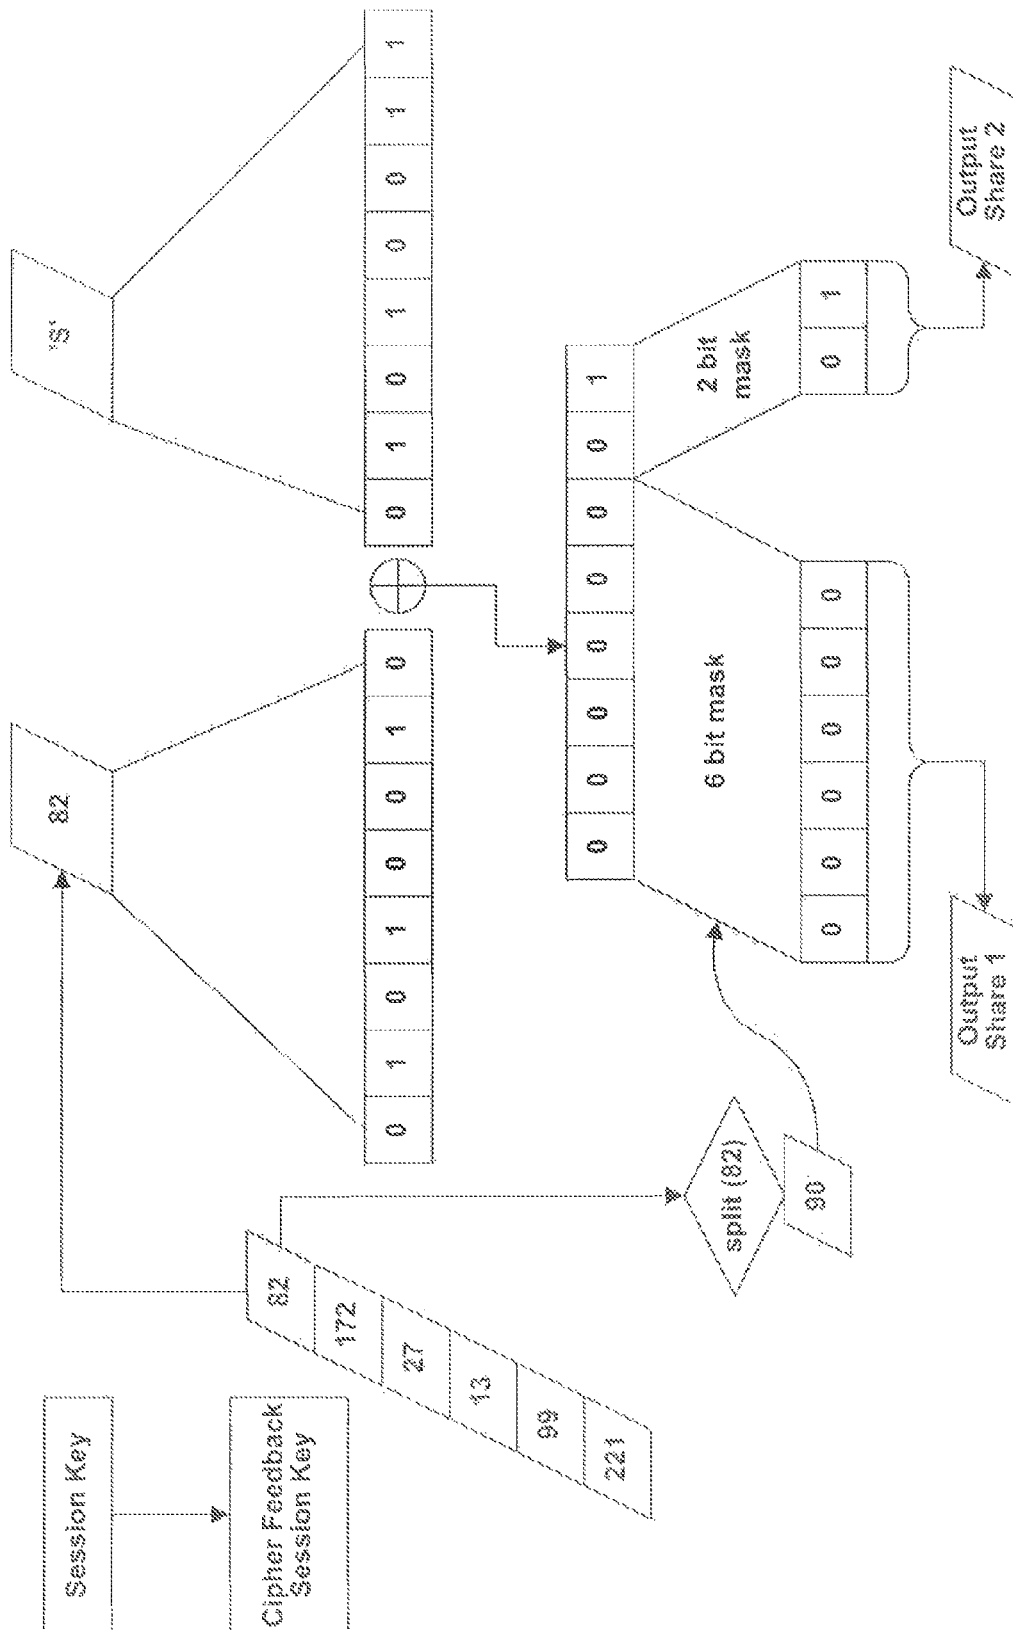 Session Key
82
'S'
Cipher Feedback
Session Key
82
172
27
13
99
221
0 1 0 1 0 0 1 0
0 1 0 1 0 0 1 1
0 0 0 0 0 0 0 1
split (82)
90
6 bit mask
2 bit
mask
0 0 0 0 0 0
0 1
Output
Share 1
Output
Share 2